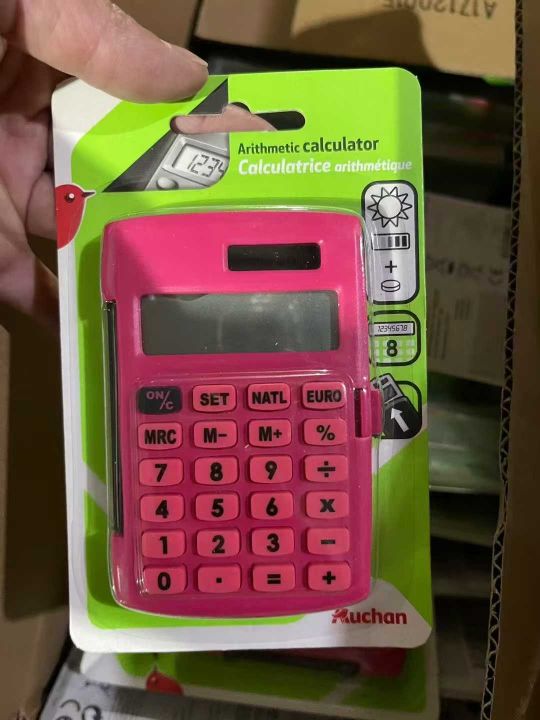 A1712001F
Arithmetic calculator
Calculatrice arithmétique
1234
12345678
8
ON/C SET NATL EURO
MRC M− M+ %
7 8 9 ÷
4 5 6 x
1 2 3 −
0 . = +
Auchan